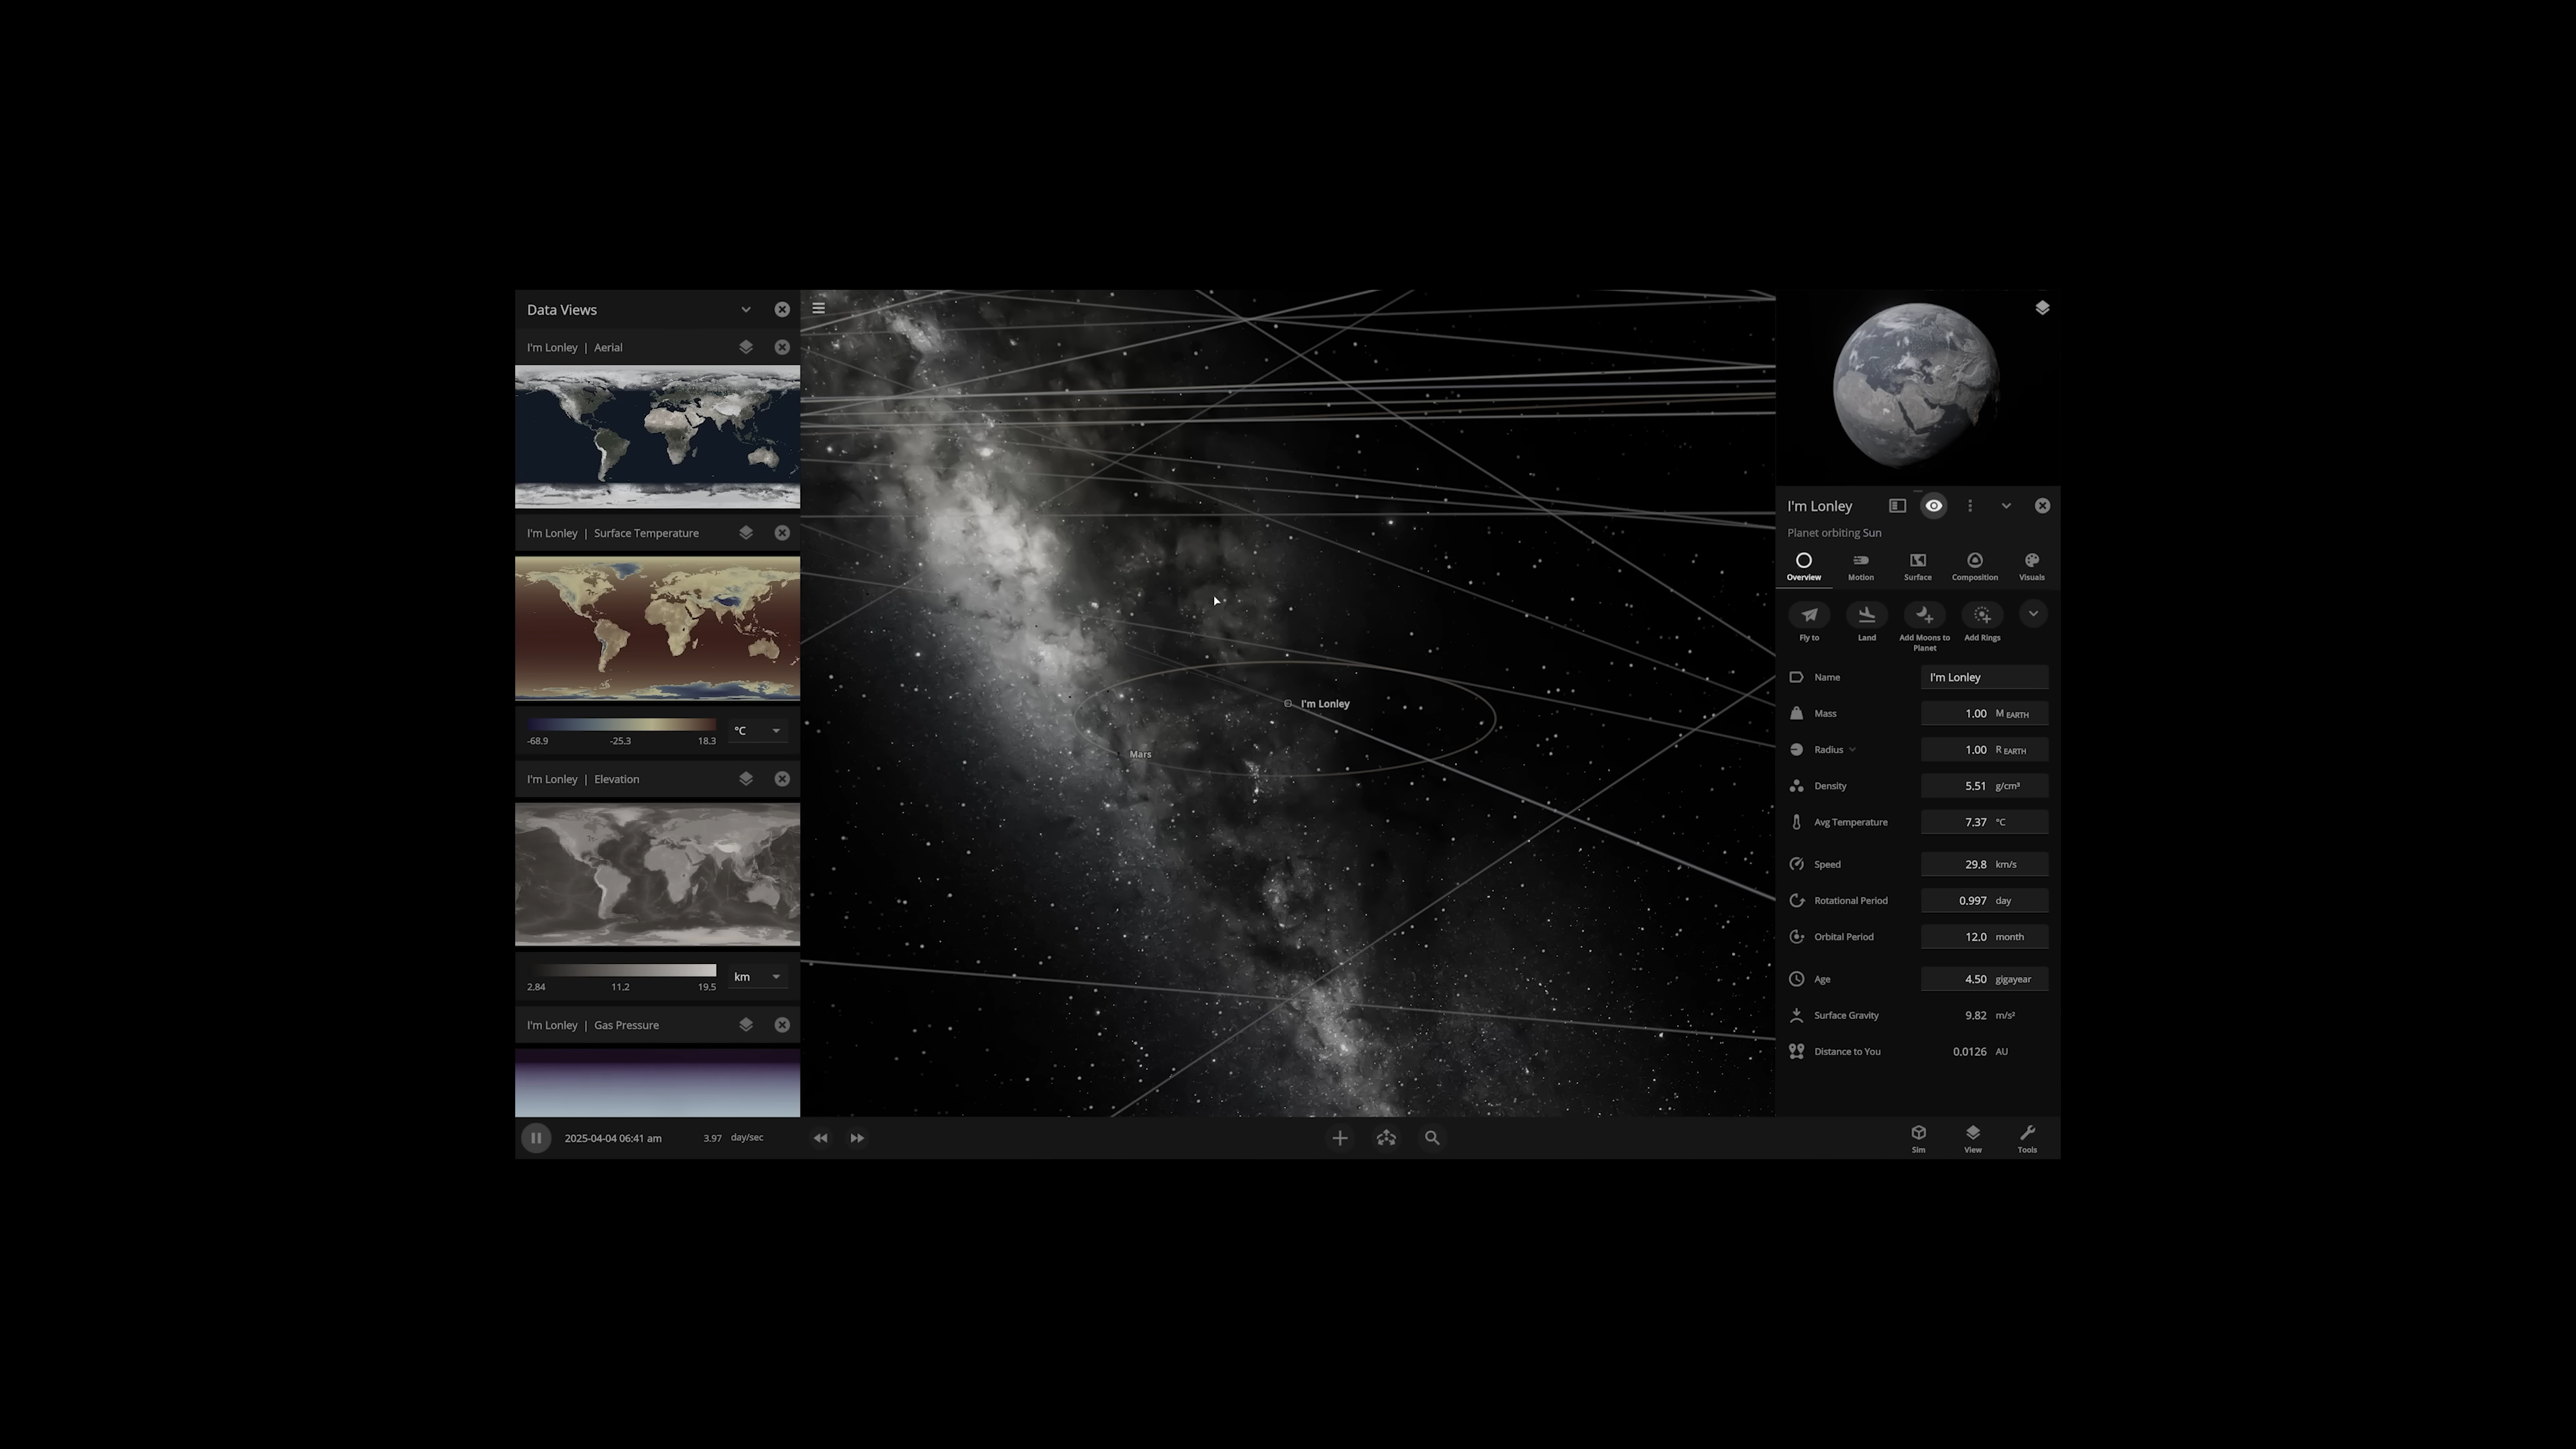 Data Views
I'm Lonley | Aerial
I'm Lonley | Surface Temperature
-68.9 -25.3 18.3 °C
I'm Lonley | Elevation
2.84 11.2 19.5 km
I'm Lonley | Gas Pressure
I'm Lonley
Mars
I'm Lonley
Planet orbiting Sun
Overview Motion Surface Composition Visuals
Fly to Land Add Moons to Planet Add Rings
Name I'm Lonley
Mass 1.00 M EARTH
Radius 1.00 R EARTH
Density 5.51 g/cm³
Avg Temperature 7.37 °C
Speed 29.8 km/s
Rotational Period 0.997 day
Orbital Period 12.0 month
Age 4.50 gigayear
Surface Gravity 9.82 m/s²
Distance to You 0.0126 AU
2025-04-04 06:41 am 3.97 day/sec
Sim View Tools